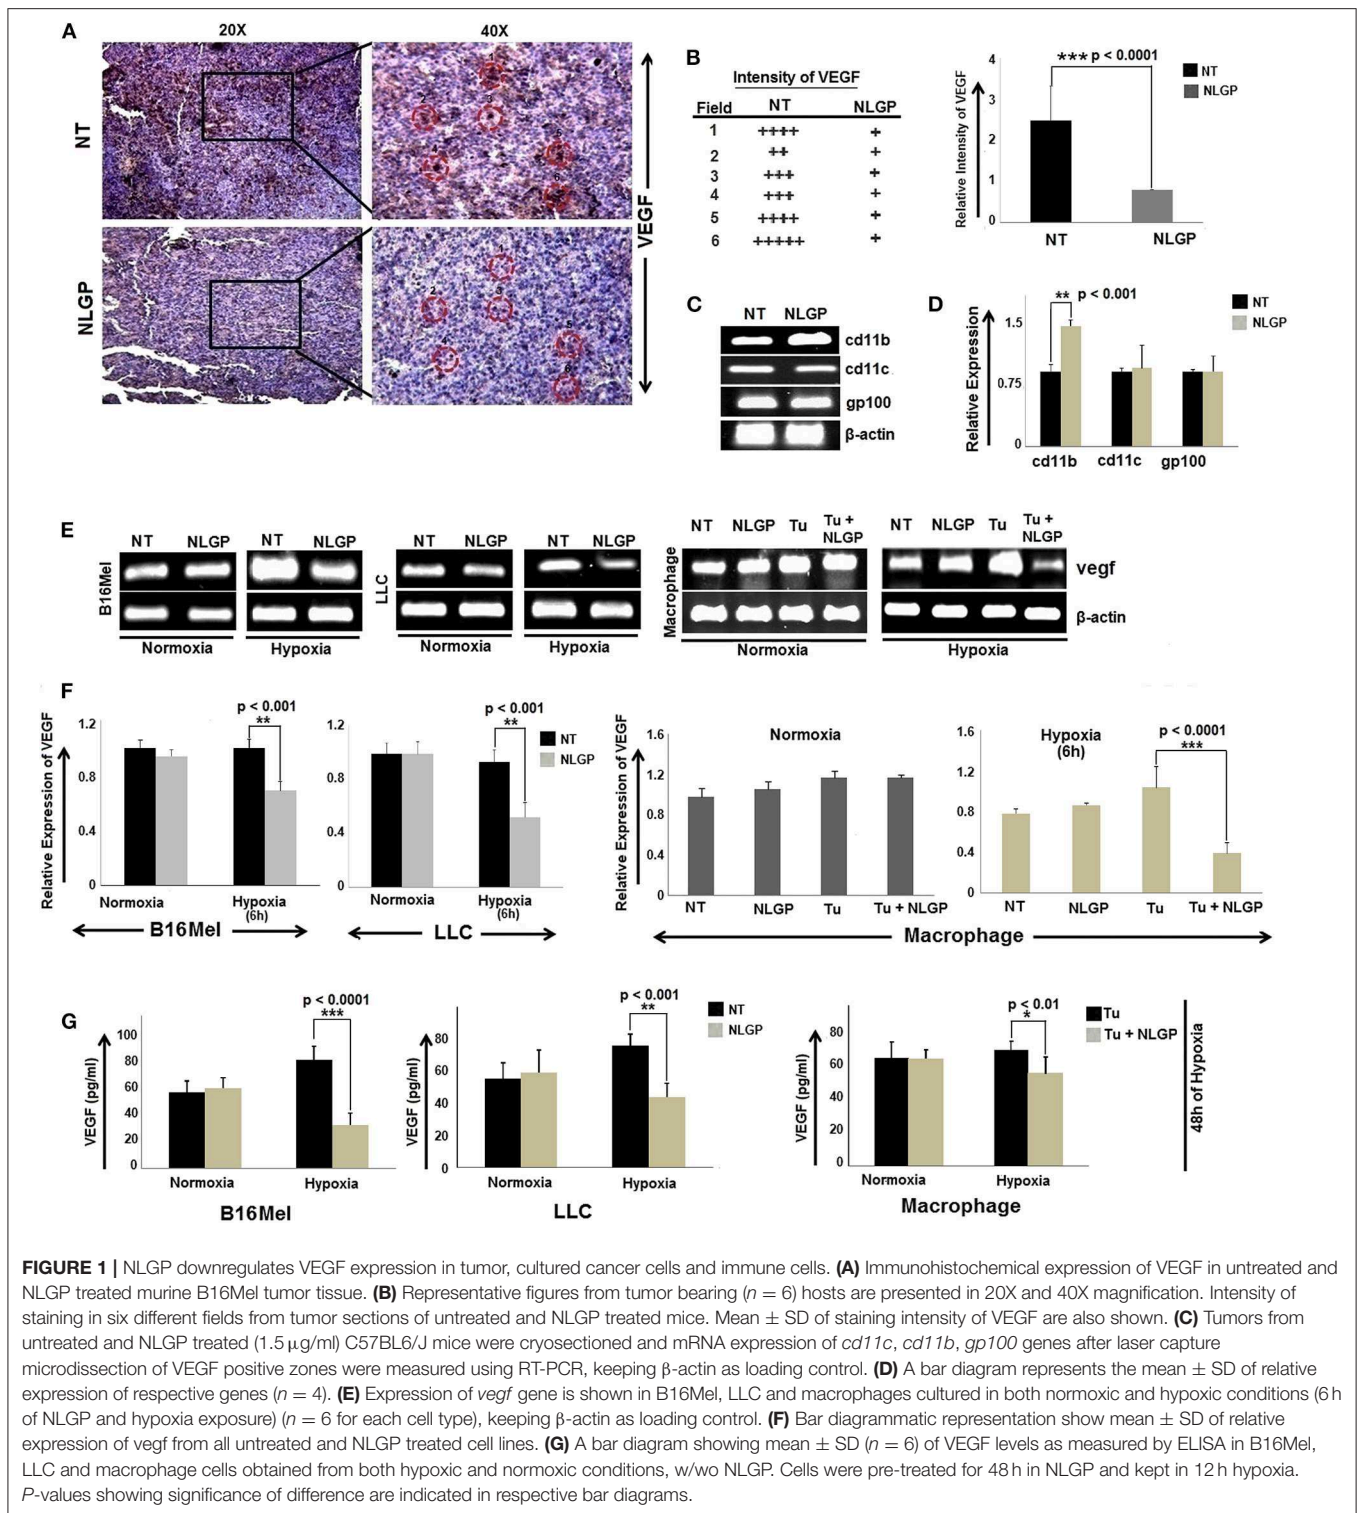 A
20X
40X
NT
NLGP
VEGF
1
2
3
4
5
6
1
2
3
4
5
6
B
Intensity of VEGF
Field NT NLGP
1 ++++ +
2 ++ +
3 +++ +
4 +++ +
5 ++++ +
6 +++++ +
Relative Intensity of VEGF
4
3
2
1
0
*** p < 0.0001
NT
NLGP
NT NLGP
C
NT NLGP
cd11b
cd11c
gp100
β-actin
D
Relative Expression
1.5
0.75
0
** p < 0.001
NT
NLGP
cd11b cd11c gp100
E
B16Mel
NT NLGP
NT NLGP
Normoxia
Hypoxia
LLC
NT NLGP
NT NLGP
Normoxia
Hypoxia
Macrophage
NT NLGP Tu Tu + NLGP
NT NLGP Tu Tu + NLGP
vegf
β-actin
Normoxia
Hypoxia
F
Relative Expression of VEGF
1.2
0.8
0.4
0
p < 0.001
**
Normoxia Hypoxia
(6h)
B16Mel
1.2
0.8
0.4
0
p < 0.001
**
NT
NLGP
Normoxia Hypoxia
(6h)
LLC
Relative Expression of VEGF
1.6
1.2
0.8
0.4
0
Normoxia
NT NLGP Tu Tu + NLGP
1.6
1.2
0.8
0.4
0
Hypoxia
(6h)
p < 0.0001
***
NT NLGP Tu Tu + NLGP
Macrophage
G
VEGF (pg/ml)
100
80
60
40
20
0
p < 0.0001
***
Normoxia Hypoxia
B16Mel
VEGF (pg/ml)
80
60
40
20
0
p < 0.001
**
NT
NLGP
Normoxia Hypoxia
LLC
VEGF (pg/ml)
80
60
40
20
0
p < 0.01
*
Tu
Tu + NLGP
Normoxia Hypoxia
Macrophage
48h of Hypoxia
FIGURE 1 | NLGP downregulates VEGF expression in tumor, cultured cancer cells and immune cells. (A) Immunohistochemical expression of VEGF in untreated and
NLGP treated murine B16Mel tumor tissue. (B) Representative figures from tumor bearing (n = 6) hosts are presented in 20X and 40X magnification. Intensity of
staining in six different fields from tumor sections of untreated and NLGP treated mice. Mean ± SD of staining intensity of VEGF are also shown. (C) Tumors from
untreated and NLGP treated (1.5 μg/ml) C57BL6/J mice were cryosectioned and mRNA expression of cd11c, cd11b, gp100 genes after laser capture
microdissection of VEGF positive zones were measured using RT-PCR, keeping β-actin as loading control. (D) A bar diagram represents the mean ± SD of relative
expression of respective genes (n = 4). (E) Expression of vegf gene is shown in B16Mel, LLC and macrophages cultured in both normoxic and hypoxic conditions (6 h
of NLGP and hypoxia exposure) (n = 6 for each cell type), keeping β-actin as loading control. (F) Bar diagrammatic representation show mean ± SD of relative
expression of vegf from all untreated and NLGP treated cell lines. (G) A bar diagram showing mean ± SD (n = 6) of VEGF levels as measured by ELISA in B16Mel,
LLC and macrophage cells obtained from both hypoxic and normoxic conditions, w/wo NLGP. Cells were pre-treated for 48 h in NLGP and kept in 12 h hypoxia.
P-values showing significance of difference are indicated in respective bar diagrams.